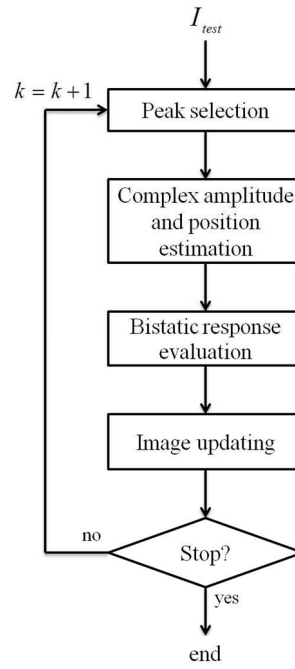 I_test
k = k + 1
Peak selection
Complex amplitude
and position
estimation
Bistatic response
evaluation
Image updating
no
Stop?
yes
end